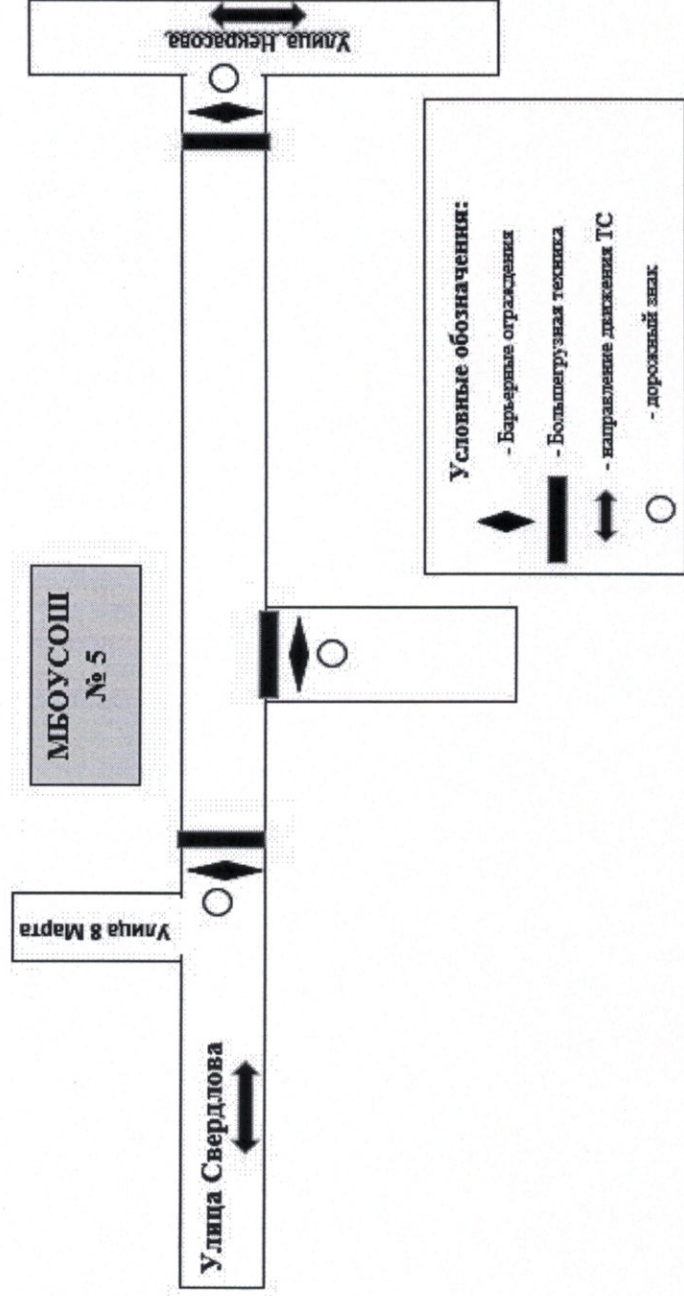 МБОУСОШ
№ 5
Улица 8 Марта
Улица Свердлова
Улица Некрасова
Условные обозначения:
- Барьерные ограждения
- Большегрузная техника
- направление движения ТС
- дорожный знак